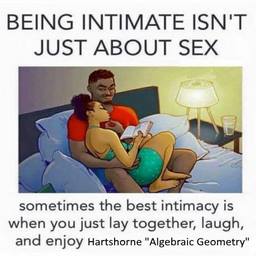 BEING INTIMATE ISN'T
JUST ABOUT SEX
sometimes the best intimacy is
when you just lay together, laugh,
and enjoy Hartshorne "Algebraic Geometry"